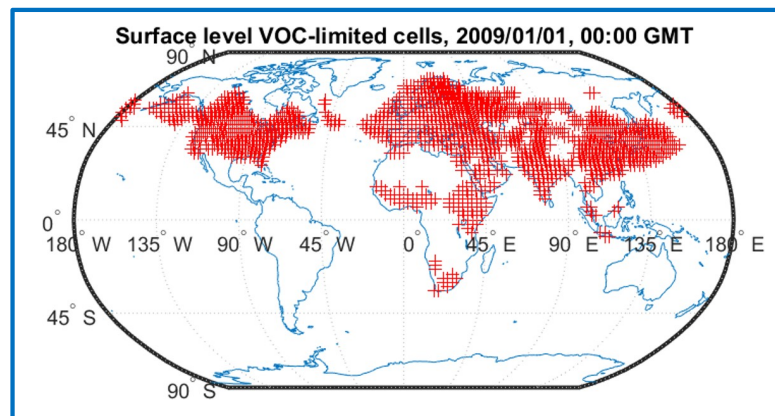 Surface level VOC-limited cells, 2009/01/01, 00:00 GMT
90° N
45° N
0°
180° W 135° W 90° W 45° W 0° 45° E 90° E 135° E 180° E
45° S
90° S